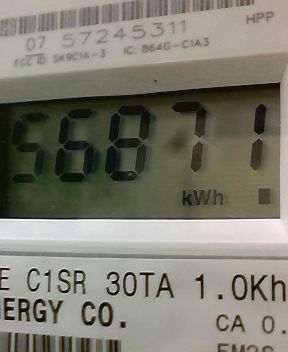 HPP
07 57245311
FCC ID: SK9C1A-3 IC: 864G-C1A3
56871
kWh
E C1SR 30TA 1.0Kh
ERGY CO.
CA 0.